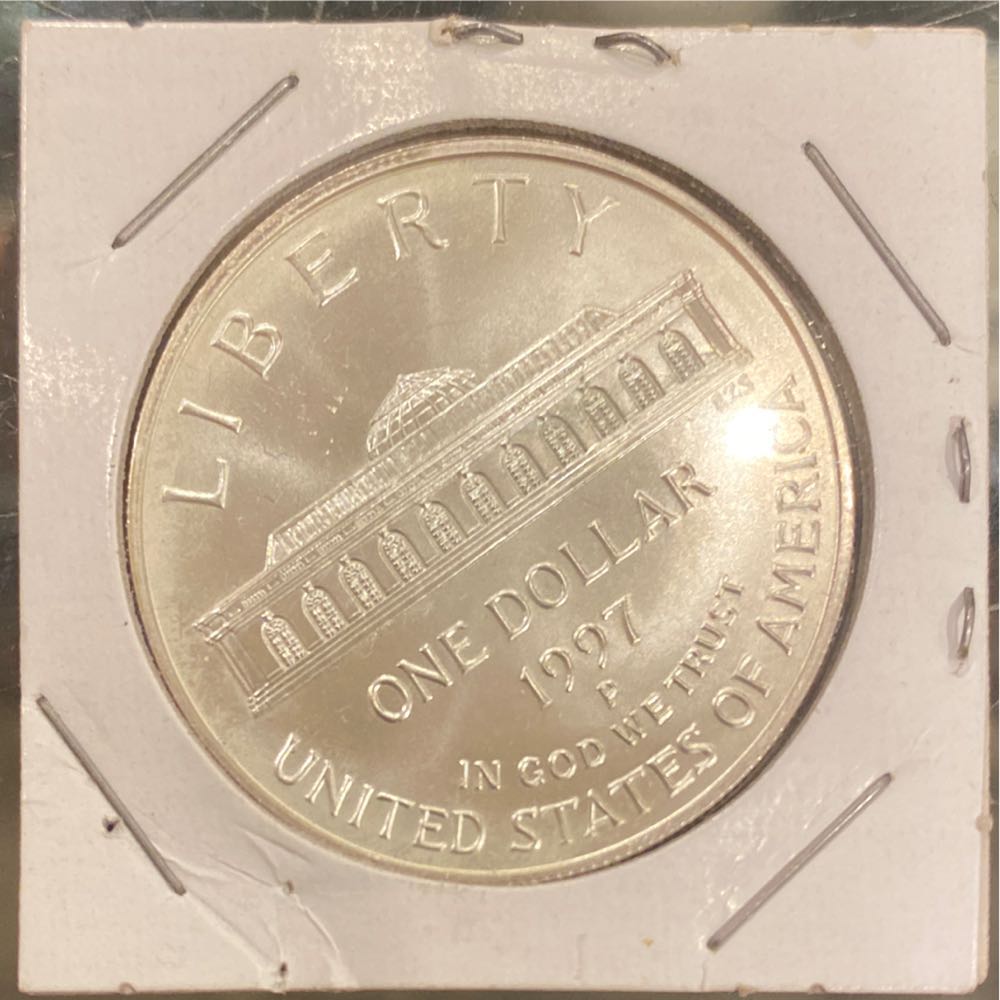 LIBERTY
ONE DOLLAR
1997
P
IN GOD WE TRUST
UNITED STATES OF AMERICA